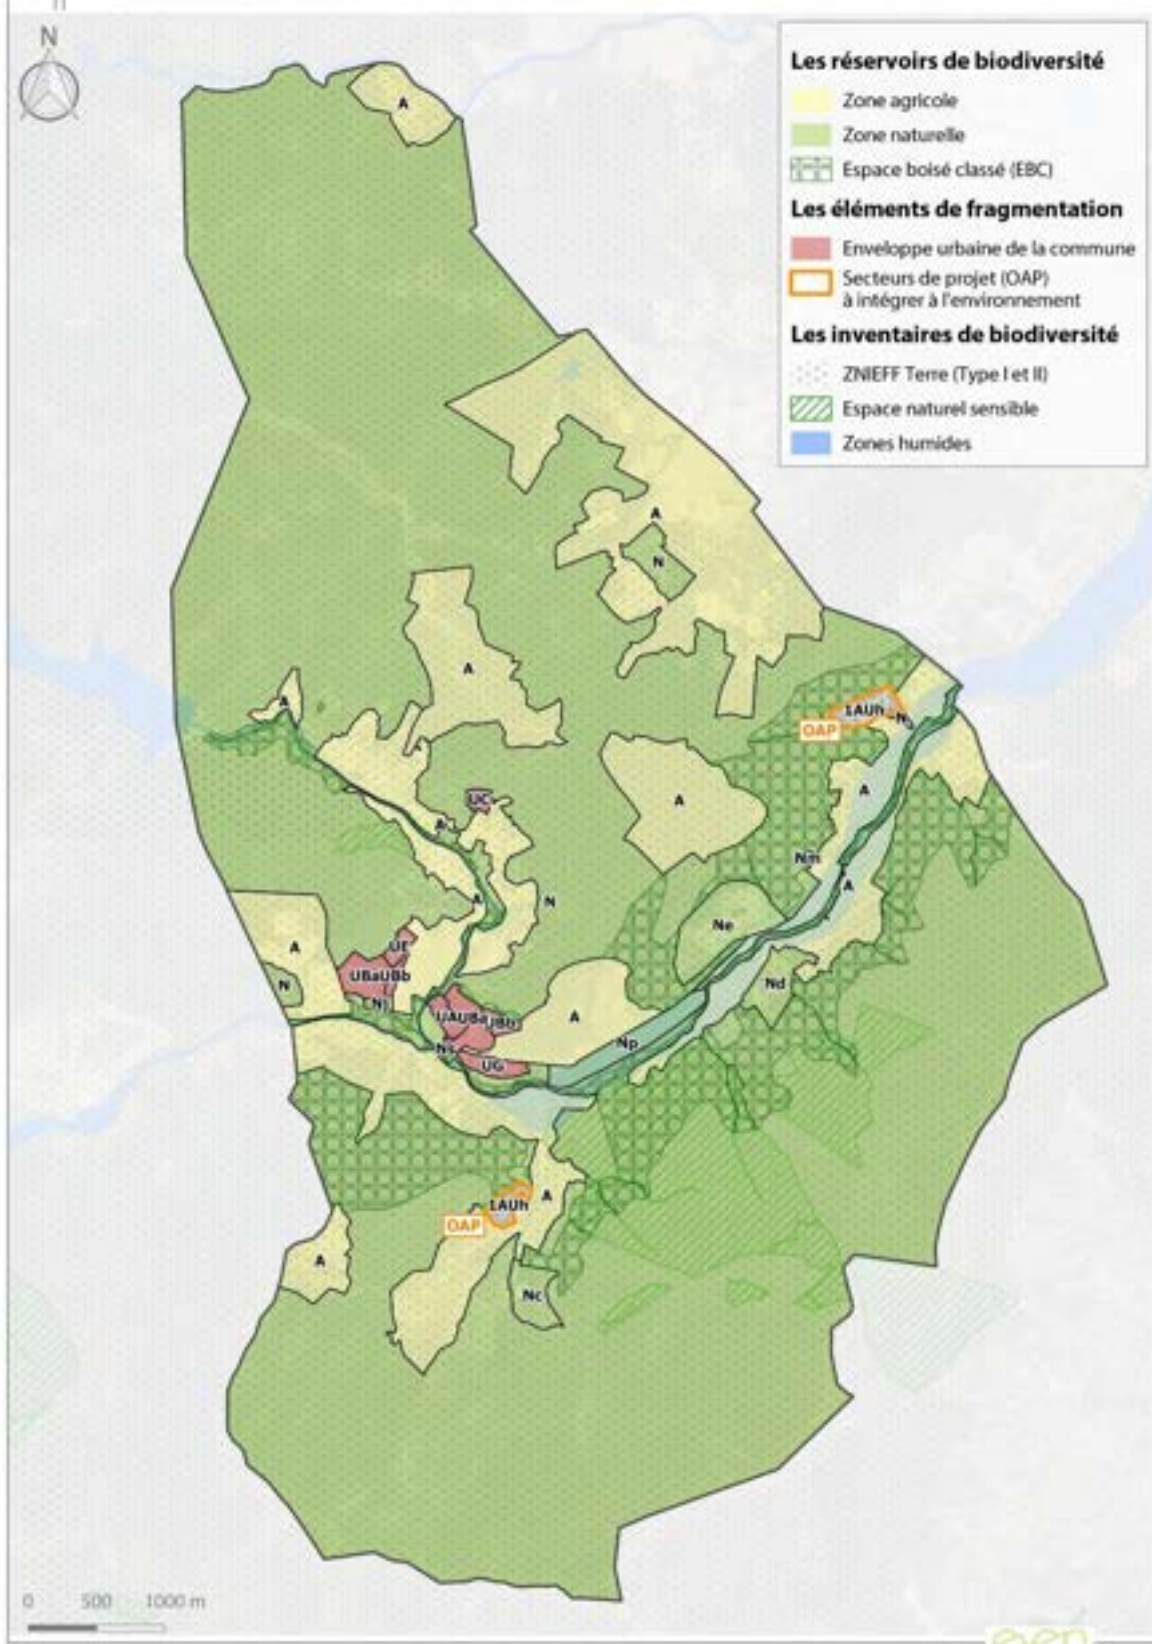 N
Les réservoirs de biodiversité
Zone agricole
Zone naturelle
Espace boisé classé (EBC)
Les éléments de fragmentation
Enveloppe urbaine de la commune
Secteurs de projet (OAP)
à intégrer à l'environnement
Les inventaires de biodiversité
ZNIEFF Terre (Type I et II)
Espace naturel sensible
Zones humides
A
A
N
A
A
1AUh
N
OAP
A
UC
A
A
Nm
A
A
N
Ne
A
UE
UBaUBb
N
Nd
A
Np
UG
1AUh
A
OAP
A
Nc
0 500 1000 m